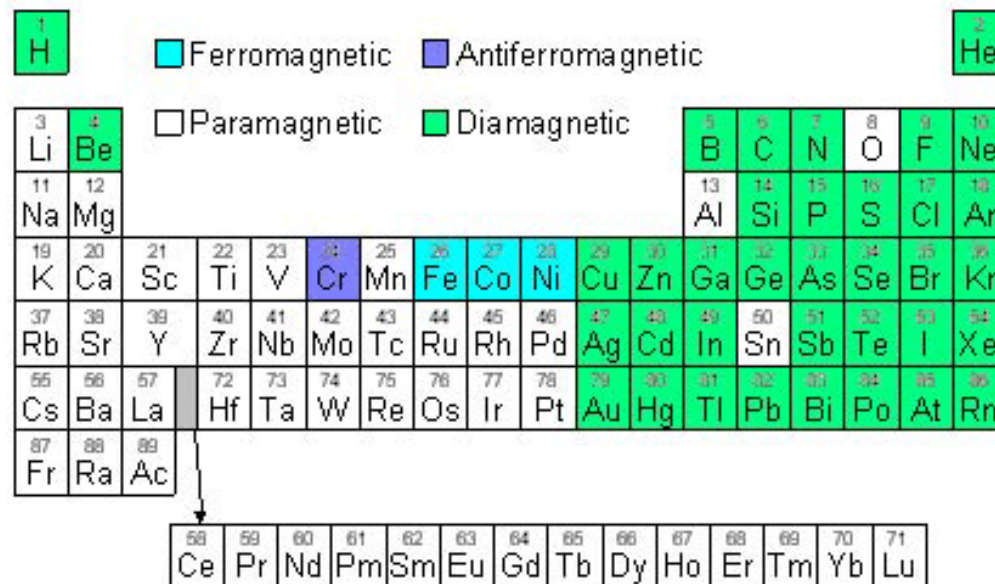 1 2
H Ferromagnetic Antiferromagnetic He
3 4 Paramagnetic Diamagnetic 5 6 7 8 9 10
Li Be B C N O F Ne
11 12 13 14 15 16 17 18
Na Mg Al Si P S Cl Ar
19 20 21 22 23 24 25 26 27 28 29 30 31 32 33 34 35 36
K Ca Sc Ti V Cr Mn Fe Co Ni Cu Zn Ga Ge As Se Br Kr
37 38 39 40 41 42 43 44 45 46 47 48 49 50 51 52 53 54
Rb Sr Y Zr Nb Mo Tc Ru Rh Pd Ag Cd In Sn Sb Te I Xe
55 56 57 72 73 74 75 76 77 78 79 80 81 82 83 84 85 86
Cs Ba La Hf Ta W Re Os Ir Pt Au Hg Tl Pb Bi Po At Rn
87 88 89
Fr Ra Ac
58 59 60 61 62 63 64 65 66 67 68 69 70 71
Ce Pr Nd Pm Sm Eu Gd Tb Dy Ho Er Tm Yb Lu